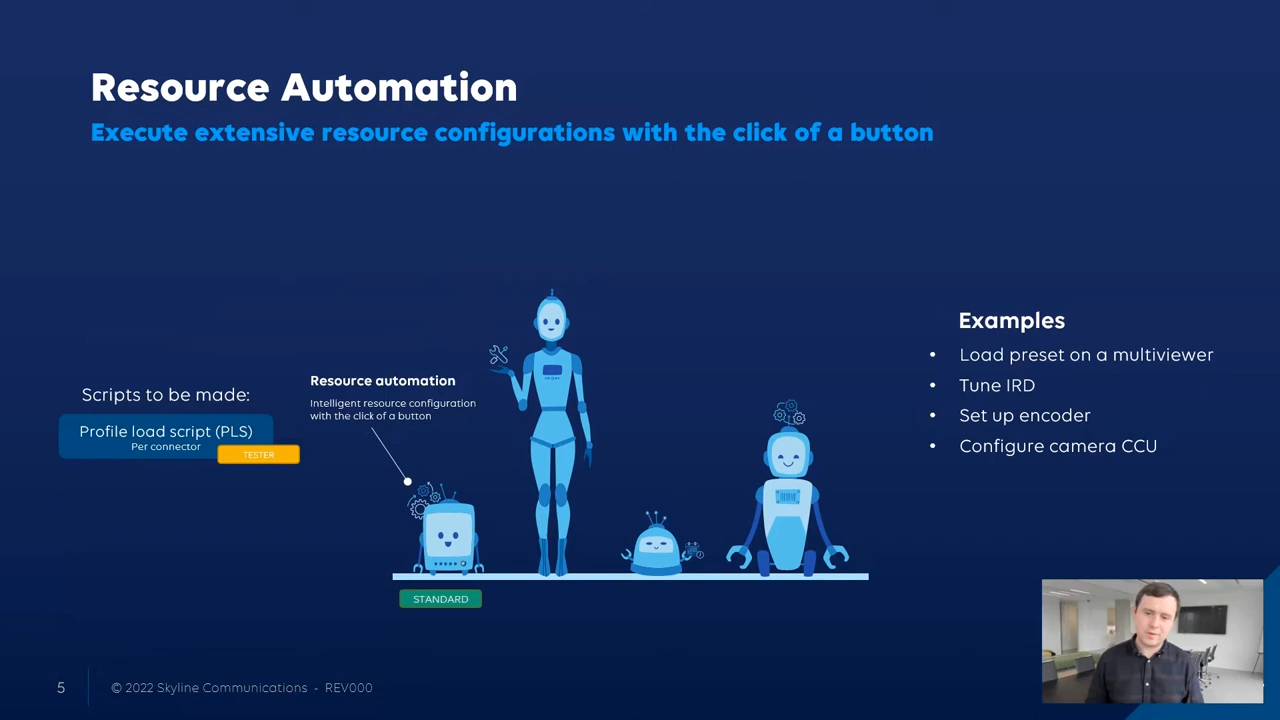 Resource Automation
Execute extensive resource configurations with the click of a button
Scripts to be made:
Profile load script (PLS)
Per connector
TESTER
Resource automation
Intelligent resource configuration
with the click of a button
STANDARD
Examples
• Load preset on a multiviewer
• Tune IRD
• Set up encoder
• Configure camera CCU
5
© 2022 Skyline Communications - REV000